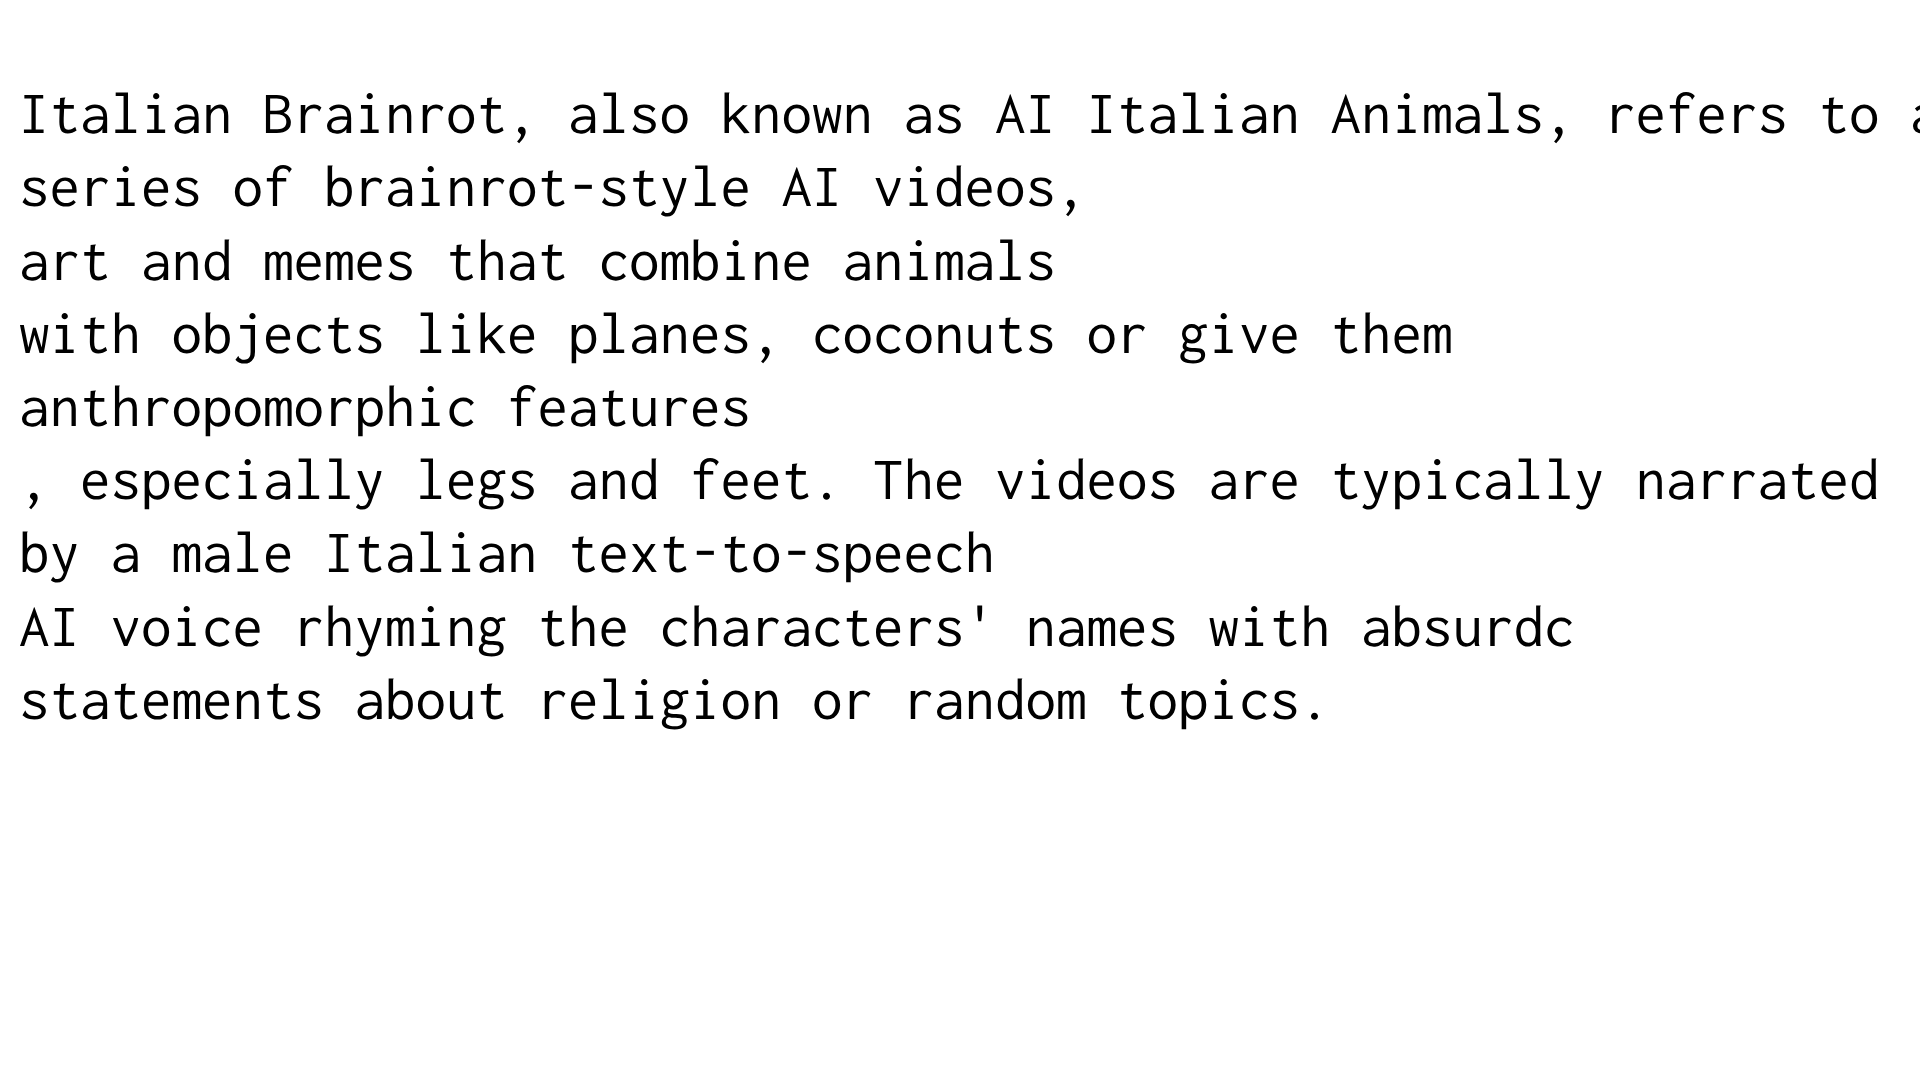 Italian Brainrot, also known as AI Italian Animals, refers to a
series of brainrot-style AI videos,
art and memes that combine animals
with objects like planes, coconuts or give them
anthropomorphic features
, especially legs and feet. The videos are typically narrated
by a male Italian text-to-speech
AI voice rhyming the characters' names with absurdc
statements about religion or random topics.